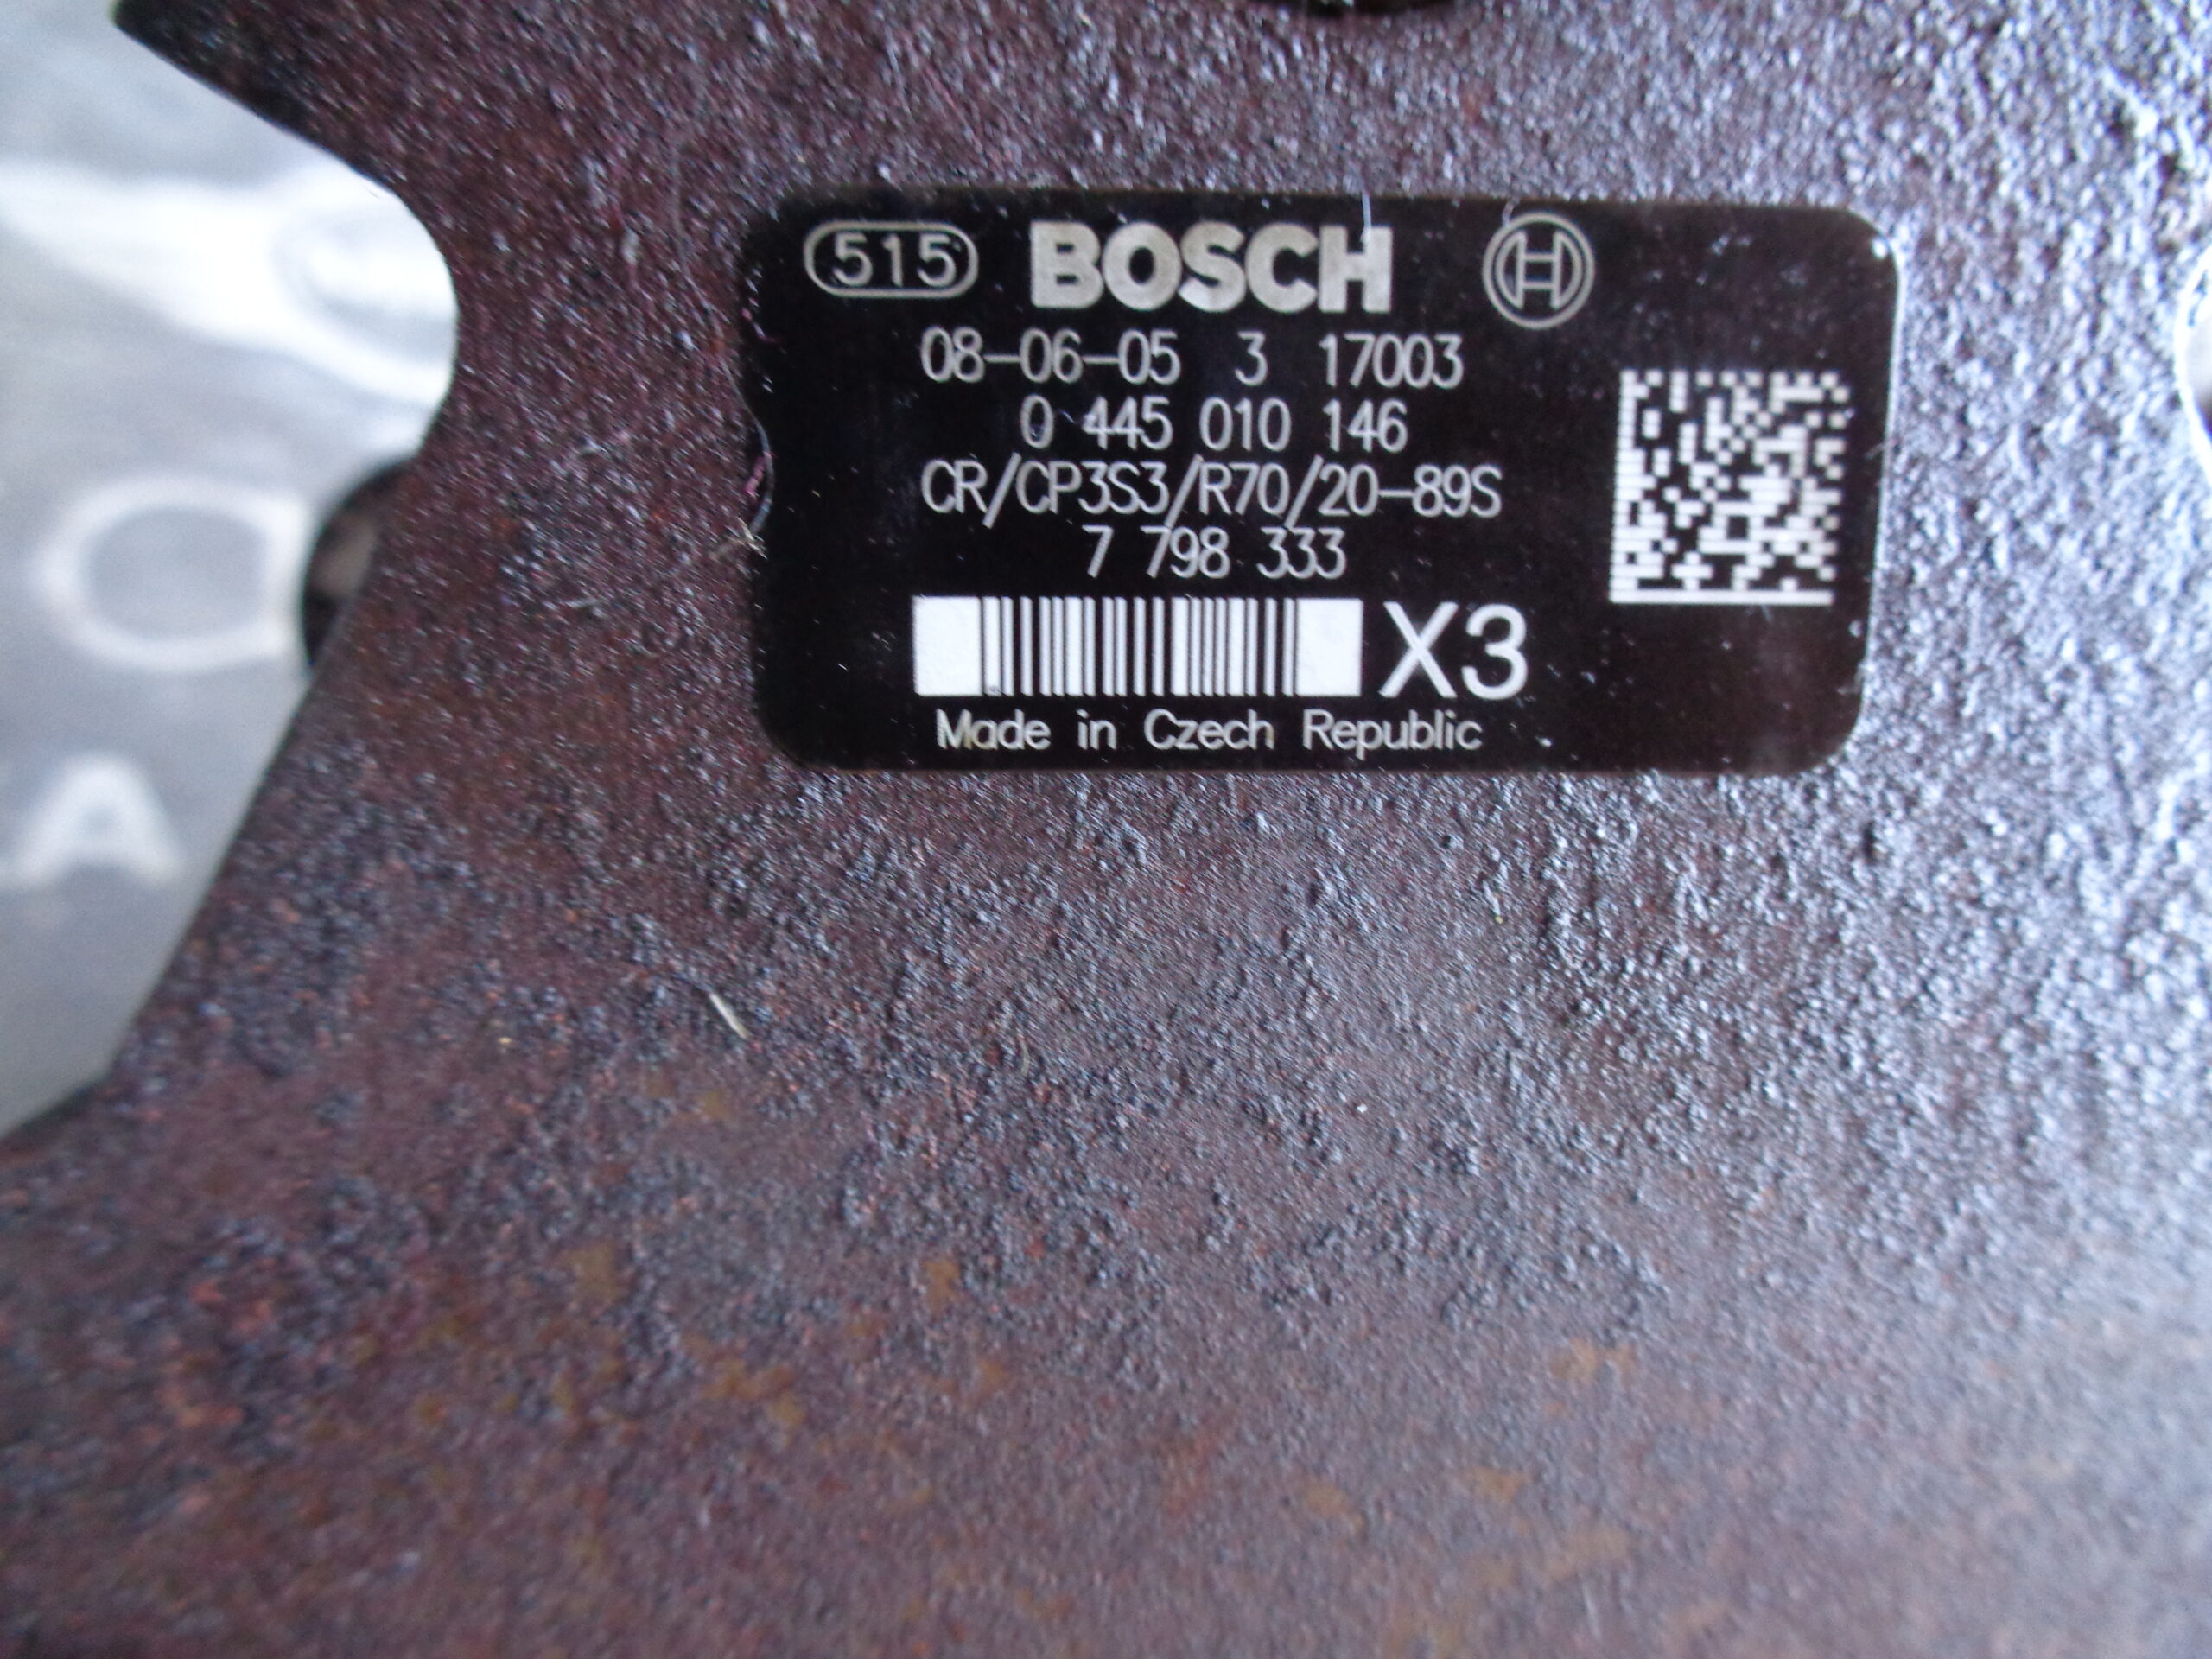 515 BOSCH
08-06-05 3 17003
0 445 010 146
CR/CP3S3/R70/20-89S
7 798 333
X3
Made in Czech Republic
A